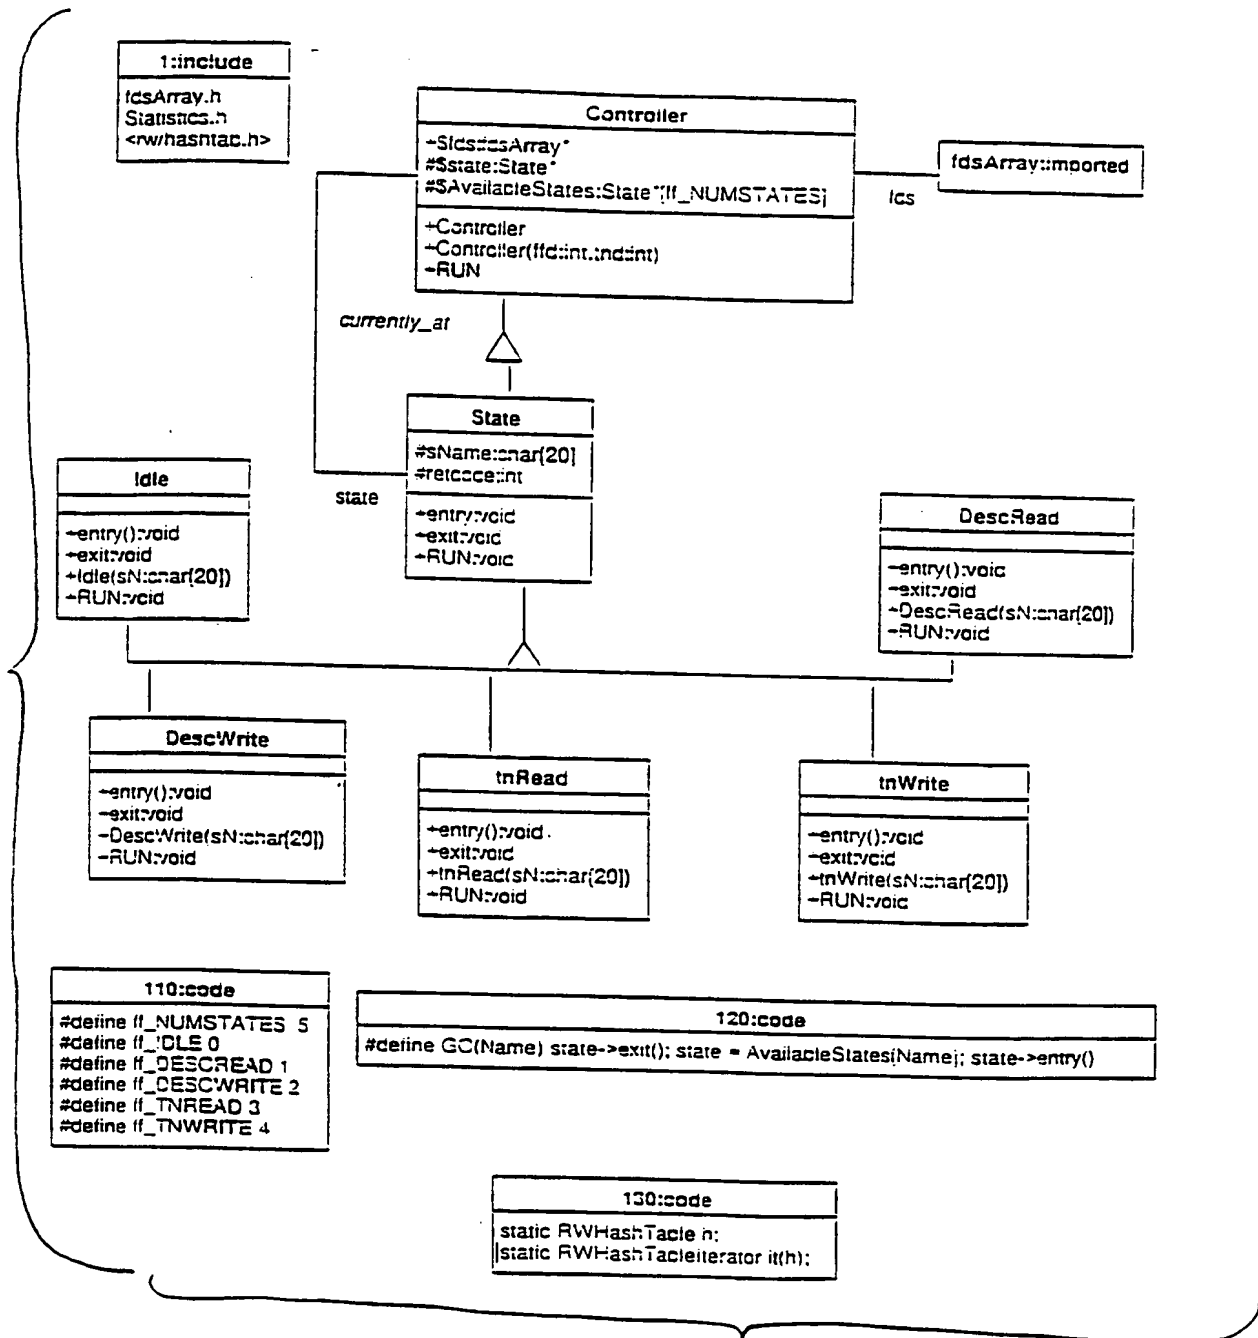 1:include
fdsArray.h
Statistics.h
<rw/hashtab.h>
Controller
+$fds:fdsArray*
#$state:State*
#$AvailableStates:State*[ff_NUMSTATES]
+Controller
+Controller(ffd:int,tnd:int)
+RUN
fdsArray::imported
fds
currently_at
state
State
#sName:char[20]
#retcode:int
+entry:void
+exit:void
+RUN:void
Idle
+entry():void
+exit:void
+Idle(sN:char[20])
+RUN:void
DescRead
+entry():void
+exit:void
+DescRead(sN:char[20])
+RUN:void
DescWrite
+entry():void
+exit:void
+DescWrite(sN:char[20])
+RUN:void
tnRead
+entry():void
+exit:void
+tnRead(sN:char[20])
+RUN:void
tnWrite
+entry():void
+exit:void
+tnWrite(sN:char[20])
+RUN:void
110:code
#define ff_NUMSTATES 5
#define ff_IDLE 0
#define ff_DESCREAD 1
#define ff_DESCWRITE 2
#define ff_TNREAD 3
#define ff_TNWRITE 4
120:code
#define GO(Name) state->exit(); state = AvailableStates[Name]; state->entry()
130:code
static RWHashTable h;
static RWHashTableIterator it(h);